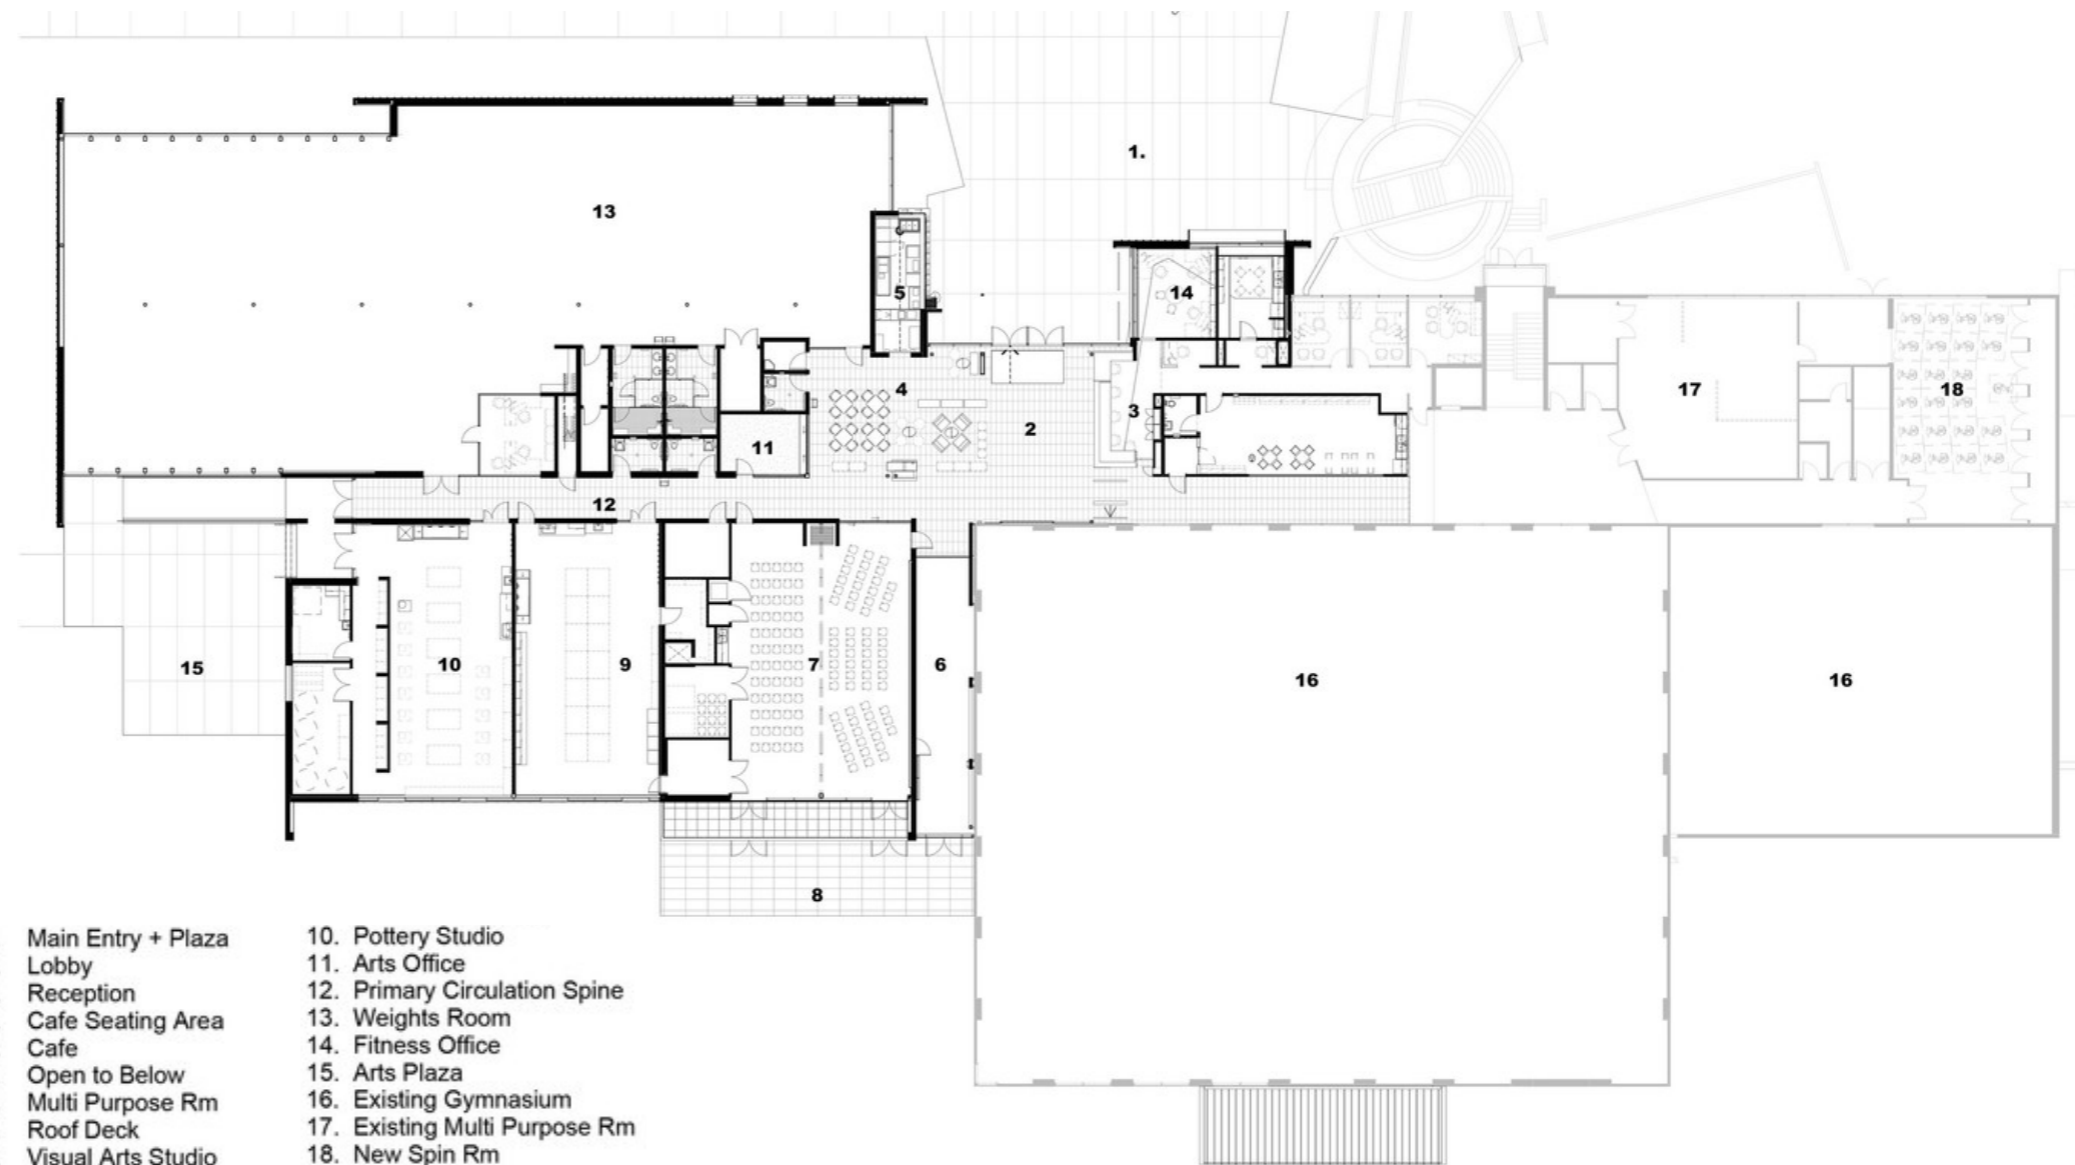 1.
13
5
14
4
17
18
2
3
11
12
15
10
9
7
6
16
16
8
Main Entry + Plaza
Lobby
Reception
Cafe Seating Area
Cafe
Open to Below
Multi Purpose Rm
Roof Deck
Visual Arts Studio
10. Pottery Studio
11. Arts Office
12. Primary Circulation Spine
13. Weights Room
14. Fitness Office
15. Arts Plaza
16. Existing Gymnasium
17. Existing Multi Purpose Rm
18. New Spin Rm